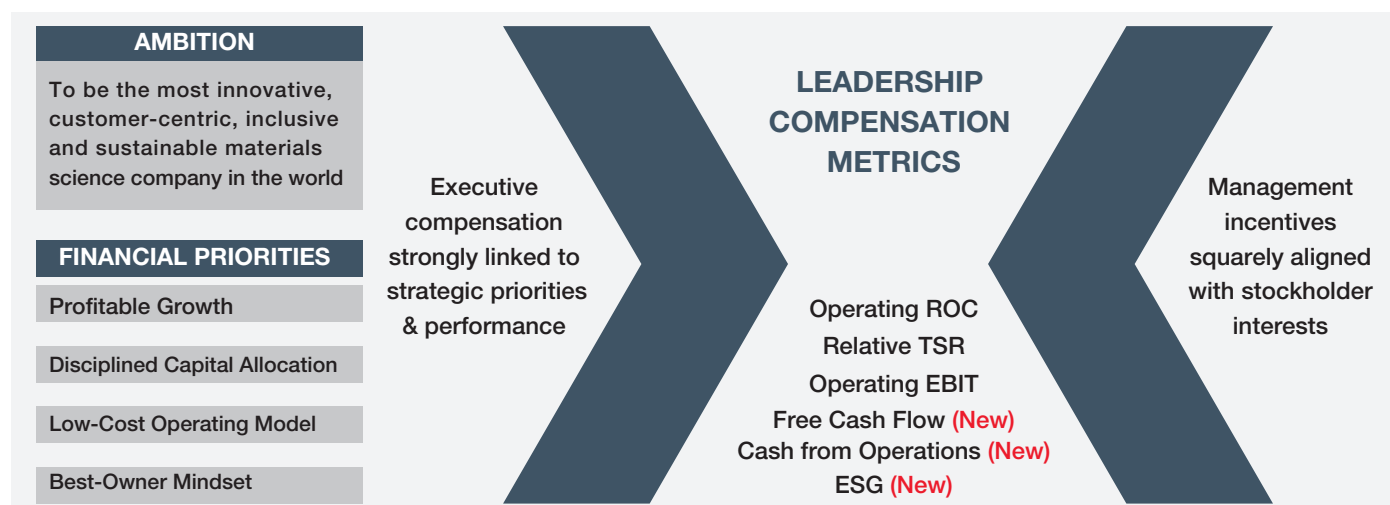 AMBITION
To be the most innovative,
customer-centric, inclusive
and sustainable materials
science company in the world
FINANCIAL PRIORITIES
Profitable Growth
Disciplined Capital Allocation
Low-Cost Operating Model
Best-Owner Mindset
Executive
compensation
strongly linked to
strategic priorities
& performance
LEADERSHIP
COMPENSATION
METRICS
Operating ROC
Relative TSR
Operating EBIT
Free Cash Flow (New)
Cash from Operations (New)
ESG (New)
Management
incentives
squarely aligned
with stockholder
interests